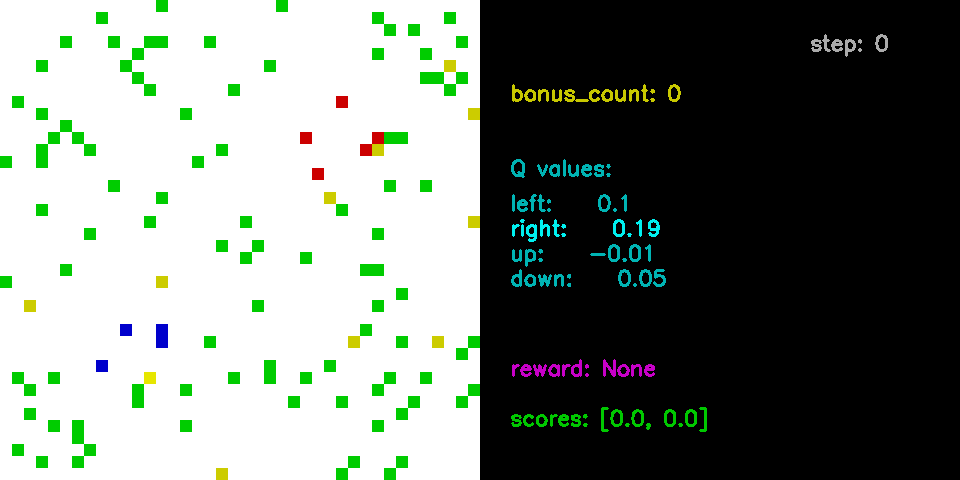 step: 0
bonus_count: 0
Q values:
left: 0.1
right: 0.19
up: -0.01
down: 0.05
reward: None
scores: [0.0, 0.0]